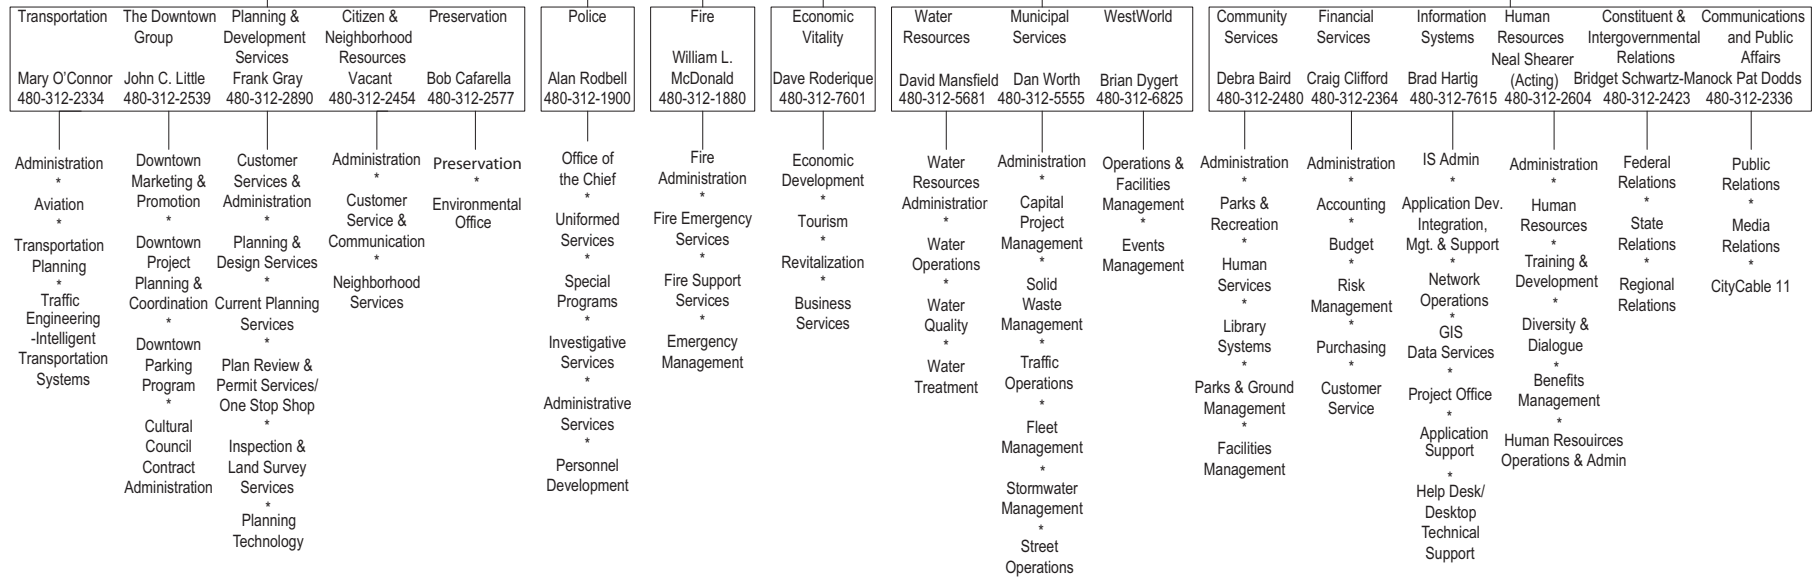 Transportation
Mary O'Connor
480-312-2334
The Downtown
Group
John C. Little
480-312-2539
Planning &
Development
Services
Frank Gray
480-312-2890
Citizen &
Neighborhood
Resources
Vacant
480-312-2454
Preservation
Bob Cafarella
480-312-2577
Police
Alan Rodbell
480-312-1900
Fire
William L.
McDonald
480-312-1880
Economic
Vitality
Dave Roderique
480-312-7601
Water
Resources
David Mansfield
480-312-5681
Municipal
Services
Dan Worth
480-312-5555
WestWorld
Brian Dygert
480-312-6825
Community
Services
Debra Baird
480-312-2480
Financial
Services
Craig Clifford
480-312-2364
Information
Systems
Brad Hartig
480-312-7615
Human
Resources
Neal Shearer
(Acting)
480-312-2604
Constituent &
Intergovernmental
Relations
Bridget Schwartz-Manock
480-312-2423
Communications
and Public
Affairs
Pat Dodds
480-312-2336
Administration
*
Aviation
*
Transportation
Planning
*
Traffic
Engineering
-Intelligent
Transportation
Systems
Downtown
Marketing &
Promotion
*
Downtown
Project
Planning &
Coordination
*
Downtown
Parking
Program
*
Cultural
Council
Contract
Administration
Customer
Services &
Administration
*
Planning &
Design Services
*
Current Planning
Services
*
Plan Review &
Permit Services/
One Stop Shop
*
Inspection &
Land Survey
Services
*
Planning
Technology
Administration
*
Customer
Service &
Communication
*
Neighborhood
Services
Preservation
*
Environmental
Office
Office of
the Chief
*
Uniformed
Services
*
Special
Programs
*
Investigative
Services
*
Administrative
Services
*
Personnel
Development
Fire
Administration
*
Fire Emergency
Services
*
Fire Support
Services
*
Emergency
Management
Economic
Development
*
Tourism
*
Revitalization
*
Business
Services
Water
Resources
Administratior
*
Water
Operations
*
Water
Quality
*
Water
Treatment
Administration
*
Capital
Project
Management
*
Solid
Waste
Management
*
Traffic
Operations
*
Fleet
Management
*
Stormwater
Management
*
Street
Operations
Operations &
Facilities
Management
*
Events
Management
Administration
*
Parks &
Recreation
*
Human
Services
*
Library
Systems
*
Parks & Ground
Management
*
Facilities
Management
Administration
*
Accounting
*
Budget
*
Risk
Management
*
Purchasing
*
Customer
Service
IS Admin
*
Application Dev.
Integration,
Mgt. & Support
*
Network
Operations
*
GIS
Data Services
*
Project Office
*
Application
Support
*
Help Desk/
Desktop
Technical
Support
Administration
*
Human
Resources
*
Training &
Development
*
Diversity &
Dialogue
*
Benefits
Management
*
Human Resouirces
Operations & Admin
Federal
Relations
*
State
Relations
*
Regional
Relations
Public
Relations
*
Media
Relations
*
CityCable 11